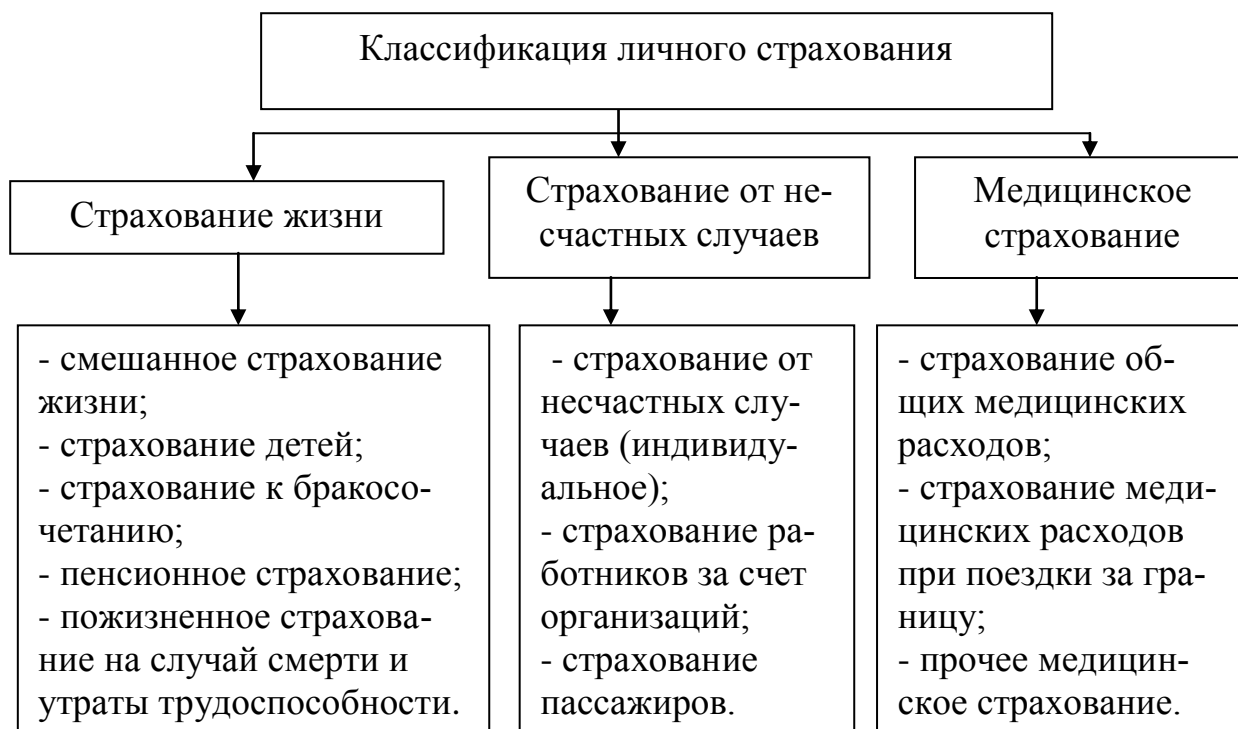 Классификация личного страхования
Страхование жизни
Страхование от не-
счастных случаев
Медицинское
страхование
- смешанное страхование
жизни;
- страхование детей;
- страхование к бракосо-
четанию;
- пенсионное страхование;
- пожизненное страхова-
ние на случай смерти и
утраты трудоспособности.
- страхование от
несчастных слу-
чаев (индивиду-
альное);
- страхование ра-
ботников за счет
организаций;
- страхование
пассажиров.
- страхование об-
щих медицинских
расходов;
- страхование меди-
цинских расходов
при поездки за гра-
ницу;
- прочее медицин-
ское страхование.